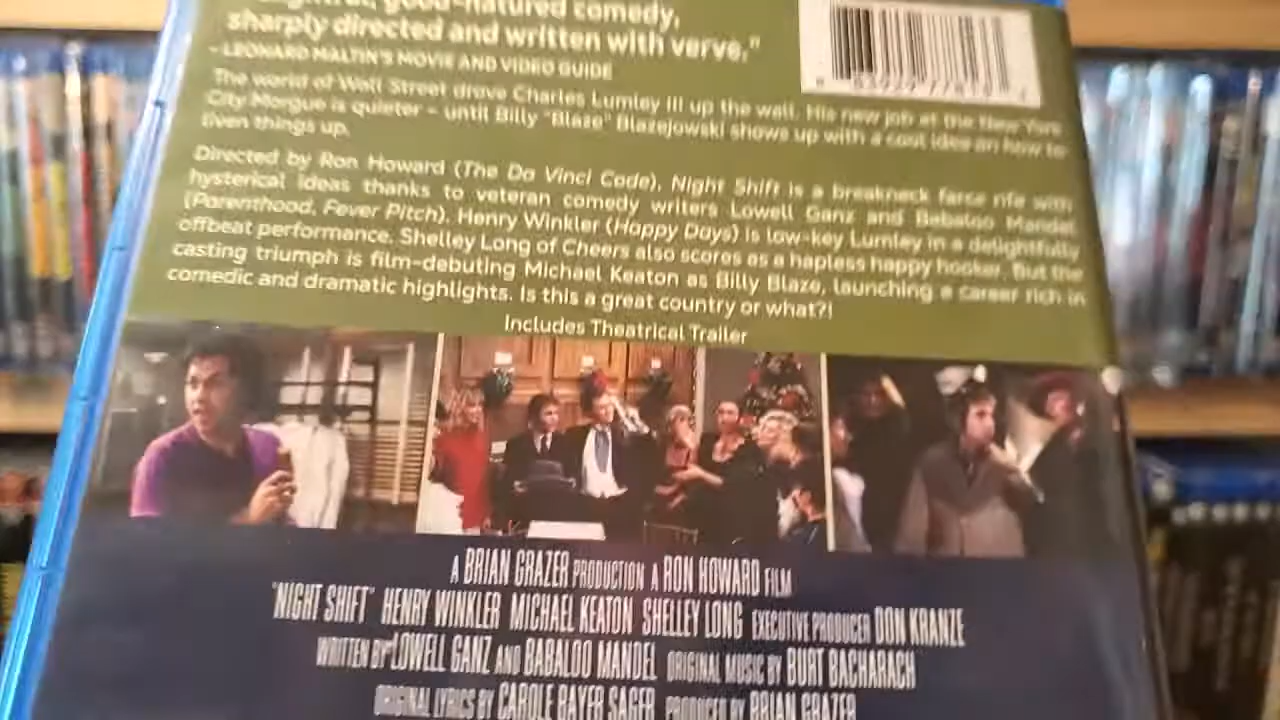 good-natured comedy,
sharply directed and written with verve."
- LEONARD MALTIN'S MOVIE AND VIDEO GUIDE
The world of Wall Street drove Charles Lumley III up the wall. His new job at the New York
City Morgue is quieter – until Billy "Blaze" Blazejowski shows up with a cool idea on how to
liven things up.
Directed by Ron Howard (The Da Vinci Code), Night Shift is a breakneck farce rife with
hysterical ideas thanks to veteran comedy writers Lowell Ganz and Babaloo Mandel
(Parenthood, Fever Pitch). Henry Winkler (Happy Days) is low-key Lumley in a delightfully
offbeat performance. Shelley Long of Cheers also scores as a hapless happy hooker. But the
casting triumph is film-debuting Michael Keaton as Billy Blaze, launching a career rich in
comedic and dramatic highlights. Is this a great country or what?!
Includes Theatrical Trailer
A BRIAN GRAZER PRODUCTION A RON HOWARD FILM
"NIGHT SHIFT" HENRY WINKLER MICHAEL KEATON SHELLEY LONG EXECUTIVE PRODUCER DON KRANZE
WRITTEN BY LOWELL GANZ AND BABALOO MANDEL ORIGINAL MUSIC BY BURT BACHARACH
ORIGINAL LYRICS BY CAROLE BAYER SAGER PRODUCED BY BRIAN GRAZER